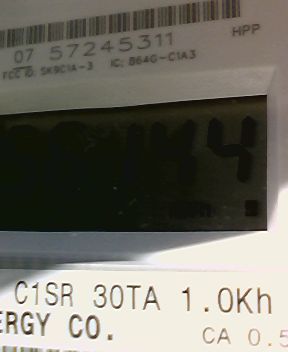 07 57245311
HPP
FCC ID: SK9C1A-3 IC: 864G-C1A3
C1SR 30TA 1.0Kh
ERGY CO.
CA 0.5